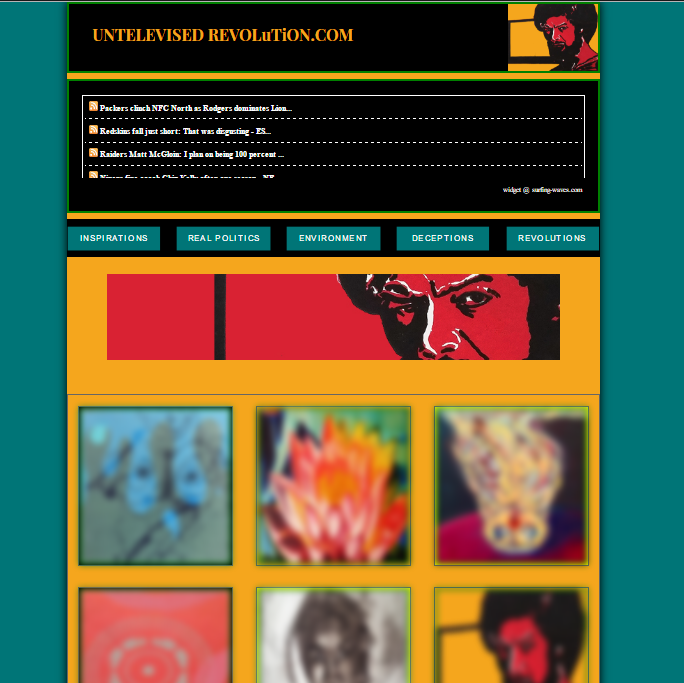 UNTELEVISED REVOLuTiON.COM
Packers clinch NFC North as Rodgers dominates Lion...
Redskins fall just short: 'That was disgusting - ES...
Raiders Matt McGloin: I plan on being 100 percent ...
widget @ surfing-waves.com
INSPIRATIONS
REAL POLITICS
ENVIRONMENT
DECEPTIONS
REVOLUTIONS